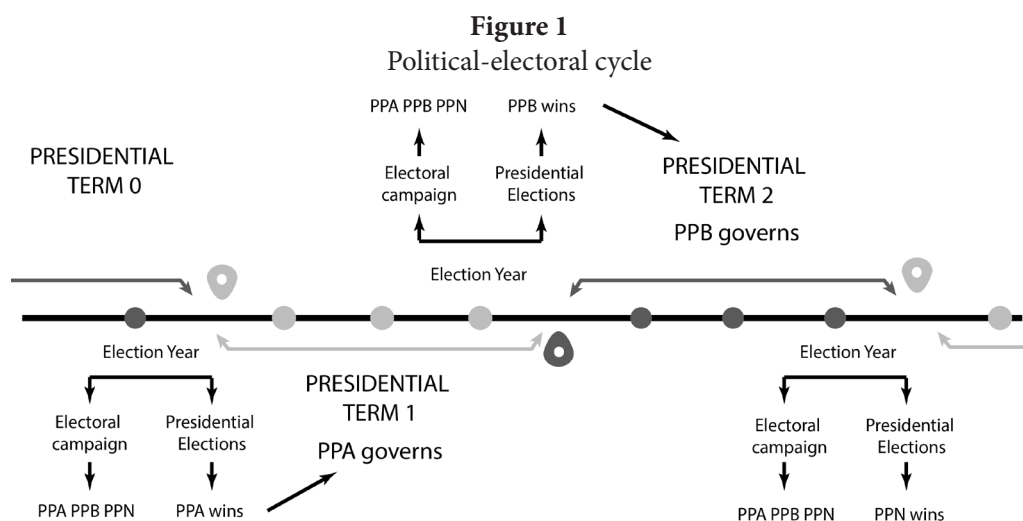 Figure 1
Political-electoral cycle
PPA PPB PPN
PPB wins
PRESIDENTIAL
TERM 0
Electoral
campaign
Presidential
Elections
PRESIDENTIAL
TERM 2
PPB governs
Election Year
Election Year
Electoral
campaign
Presidential
Elections
PPA PPB PPN
PPA wins
PRESIDENTIAL
TERM 1
PPA governs
Election Year
Electoral
campaign
Presidential
Elections
PPA PPB PPN
PPN wins